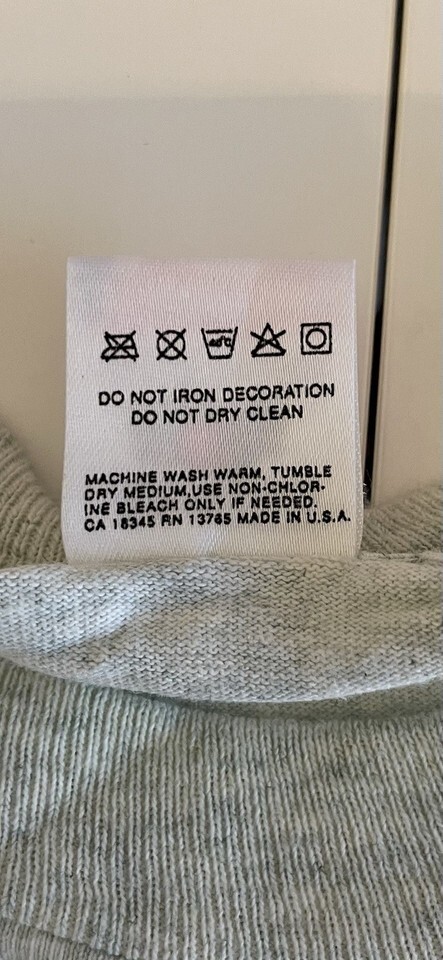 40°C
DO NOT IRON DECORATION
DO NOT DRY CLEAN
MACHINE WASH WARM, TUMBLE
DRY MEDIUM,USE NON-CHLOR-
INE BLEACH ONLY IF NEEDED.
CA 18345 RN 13765 MADE IN U.S.A.